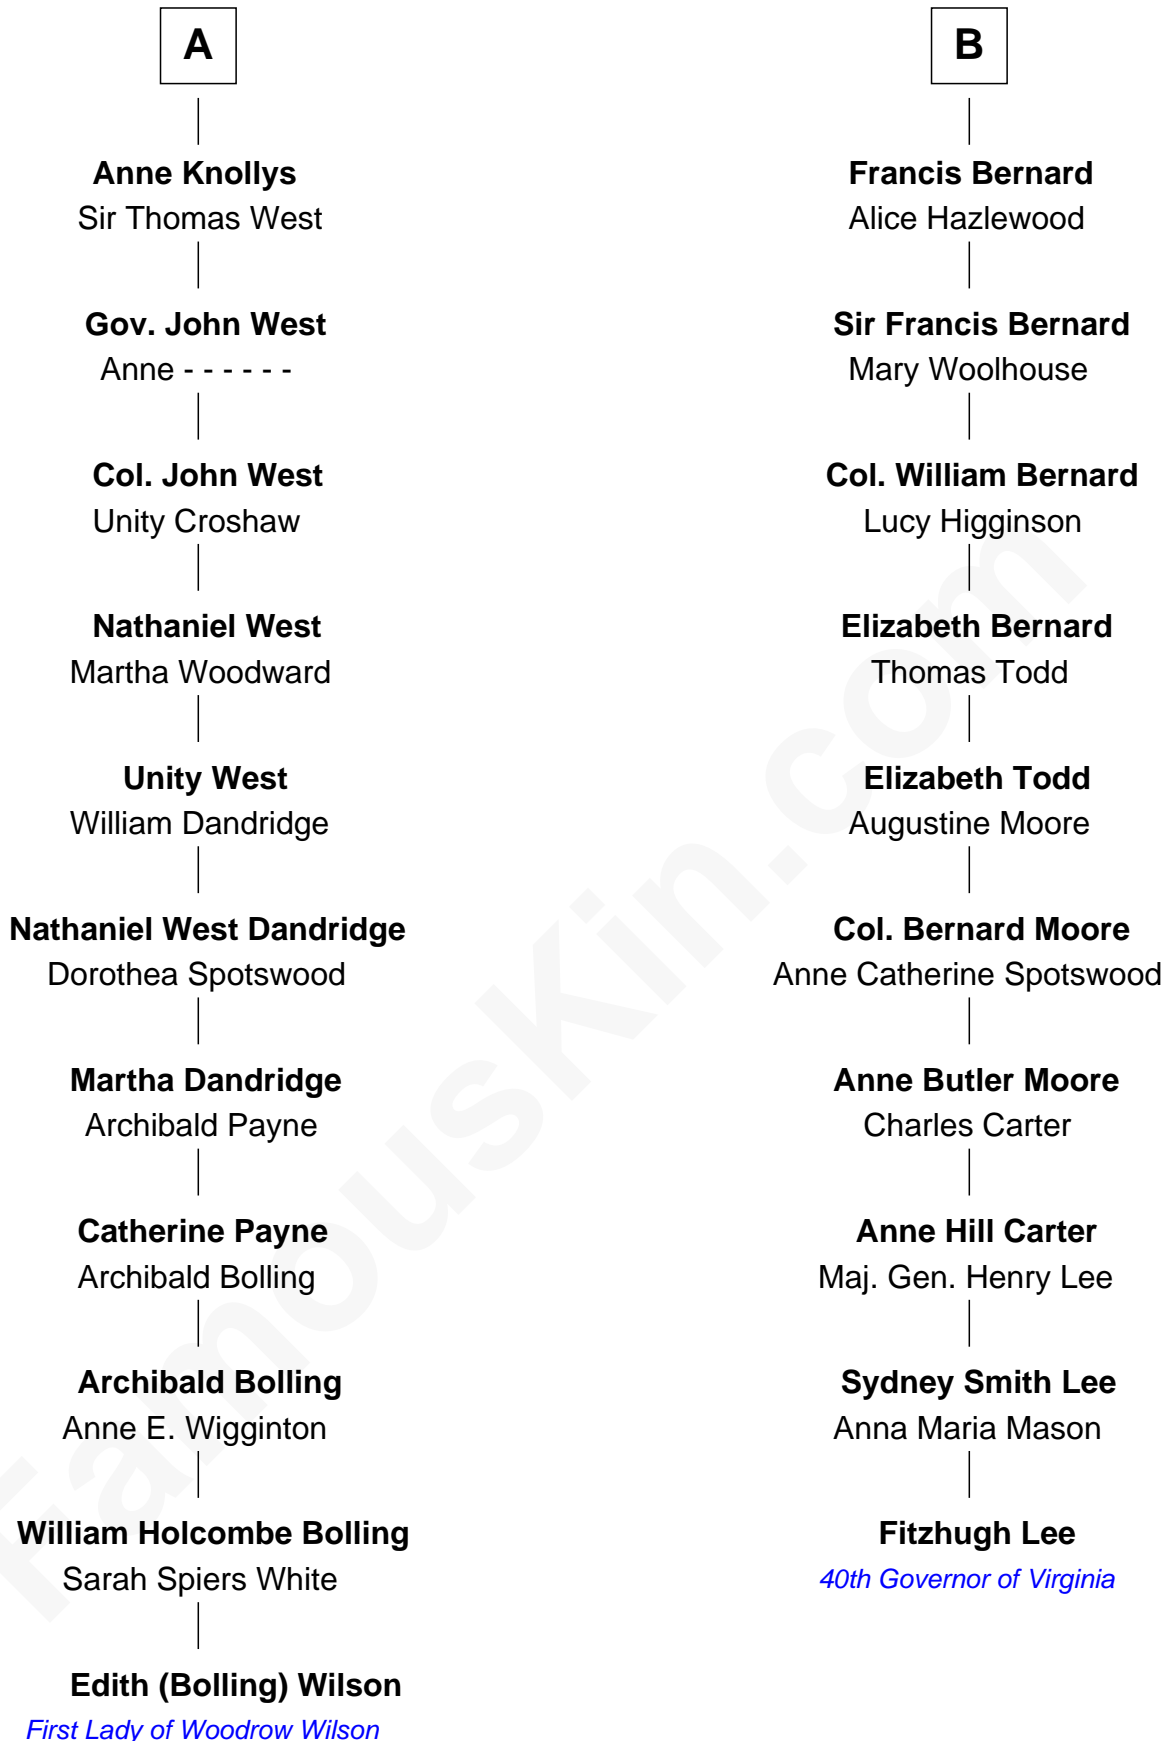 A
Anne Knollys
Sir Thomas West
Gov. John West
Anne - - - - - -
Col. John West
Unity Croshaw
Nathaniel West
Martha Woodward
Unity West
William Dandridge
Nathaniel West Dandridge
Dorothea Spotswood
Martha Dandridge
Archibald Payne
Catherine Payne
Archibald Bolling
Archibald Bolling
Anne E. Wigginton
William Holcombe Bolling
Sarah Spiers White
Edith (Bolling) Wilson
First Lady of Woodrow Wilson
B
Francis Bernard
Alice Hazlewood
Sir Francis Bernard
Mary Woolhouse
Col. William Bernard
Lucy Higginson
Elizabeth Bernard
Thomas Todd
Elizabeth Todd
Augustine Moore
Col. Bernard Moore
Anne Catherine Spotswood
Anne Butler Moore
Charles Carter
Anne Hill Carter
Maj. Gen. Henry Lee
Sydney Smith Lee
Anna Maria Mason
Fitzhugh Lee
40th Governor of Virginia
FamousKin.com